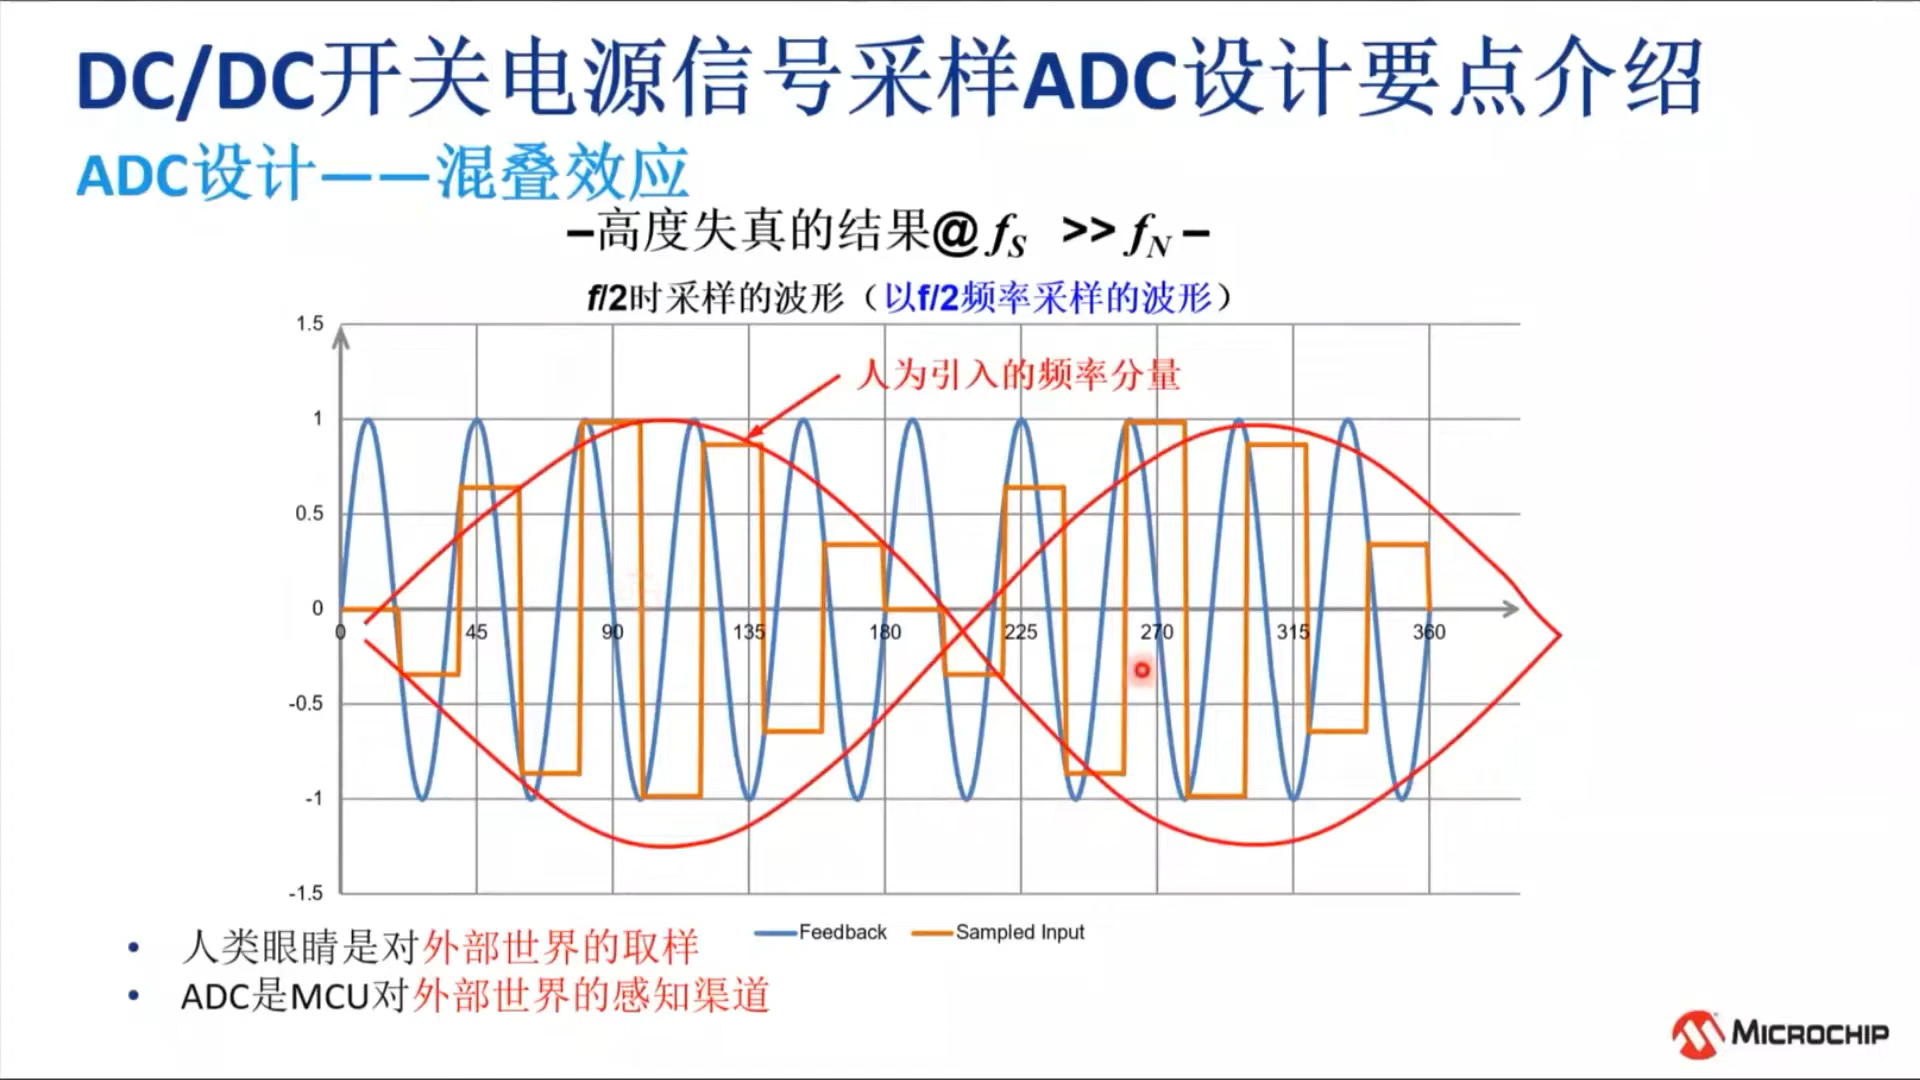 DC/DC开关电源信号采样ADC设计要点介绍
ADC设计——混叠效应
–高度失真的结果@ fS >> fN –
f/2时采样的波形（以f/2频率采样的波形）
人为引入的频率分量
1.5
1
0.5
0
-0.5
-1
-1.5
0 45 90 135 180 225 270 315 360
Feedback Sampled Input
• 人类眼睛是对外部世界的取样
• ADC是MCU对外部世界的感知渠道
MICROCHIP